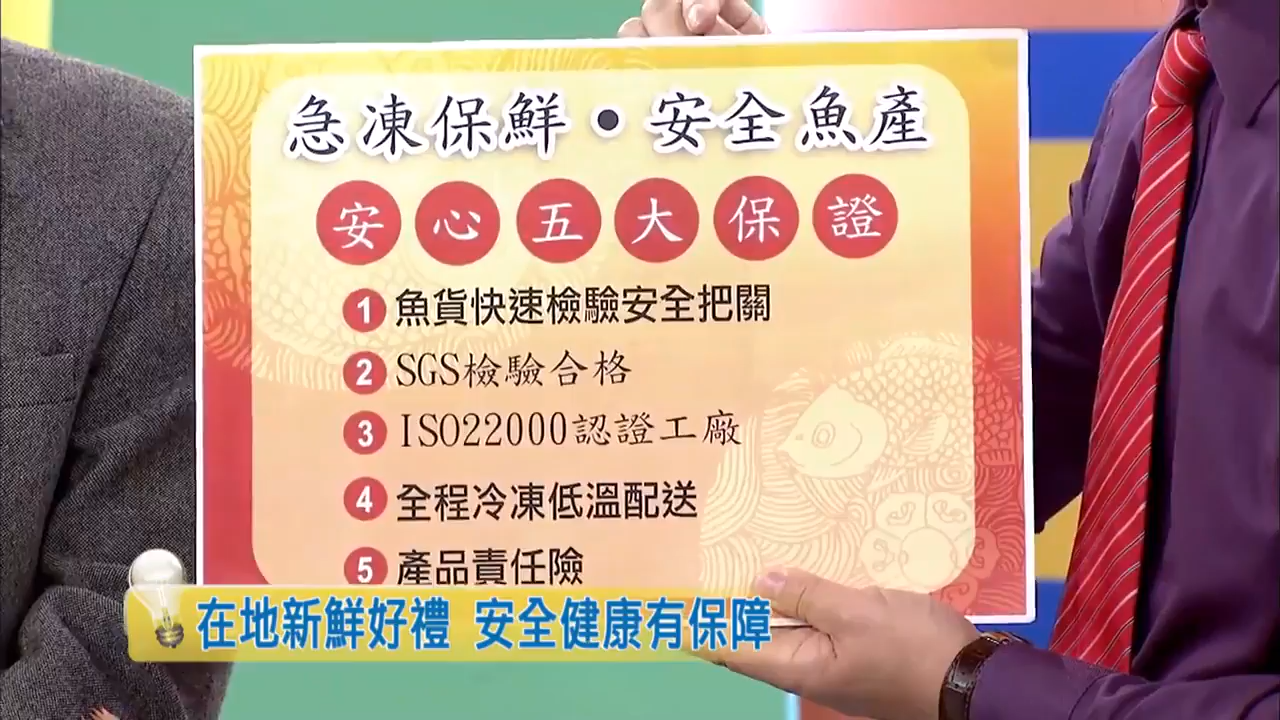 急凍保鮮•安全魚產
安心五大保證
1 魚貨快速檢驗安全把關
2 SGS檢驗合格
3 ISO22000認證工廠
4 全程冷凍低溫配送
5 產品責任險
在地新鮮好禮 安全健康有保障